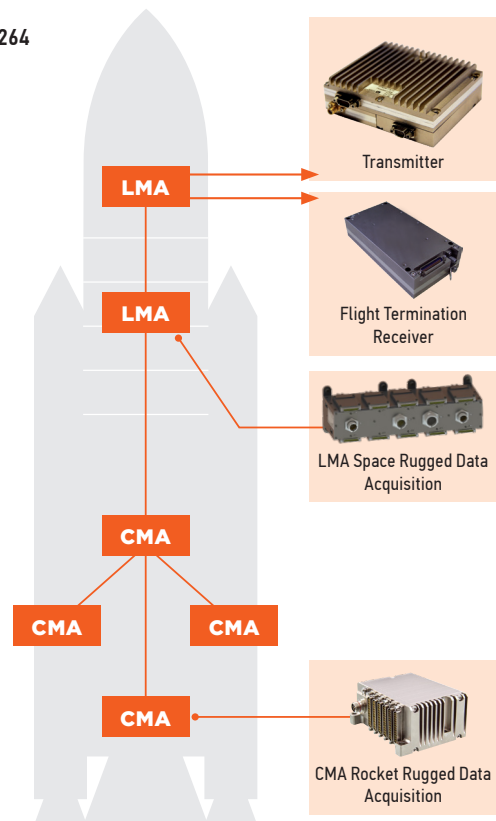 264
Transmitter
LMA
Flight Termination
Receiver
LMA
LMA Space Rugged Data
Acquisition
CMA
CMA
CMA
CMA
CMA Rocket Rugged Data
Acquisition